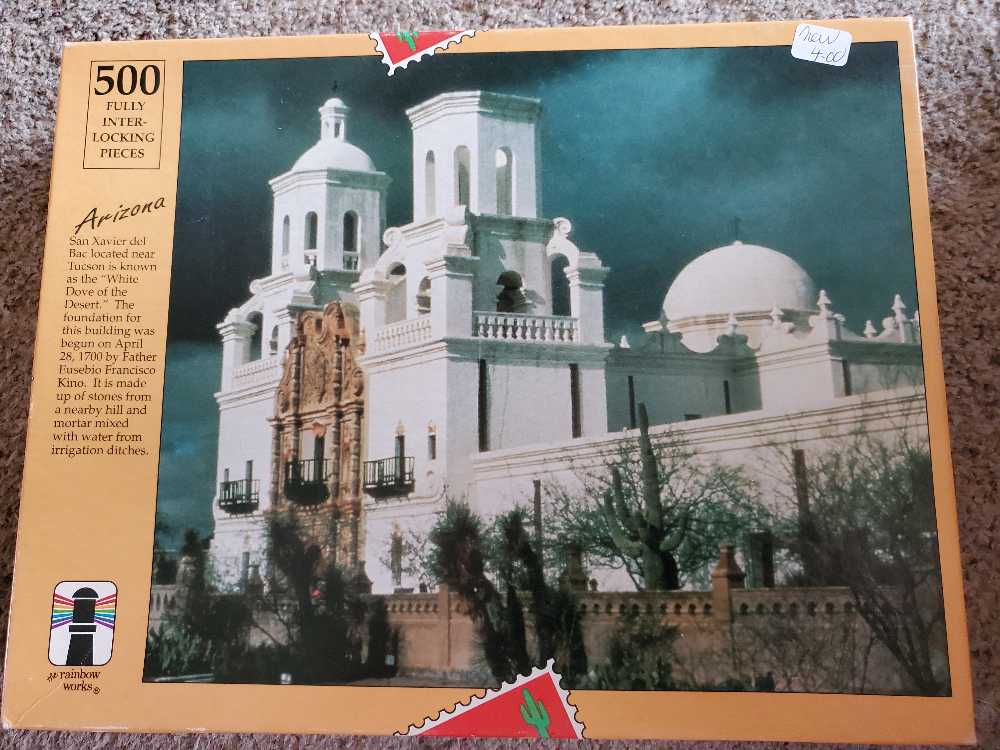 new
4.00
500
FULLY
INTER-
LOCKING
PIECES
Arizona
San Xavier del
Bac located near
Tucson is known
as the "White
Dove of the
Desert." The
foundation for
this building was
begun on April
28, 1700 by Father
Eusebio Francisco
Kino. It is made
up of stones from
a nearby hill and
mortar mixed
with water from
irrigation ditches.
the rainbow
works®